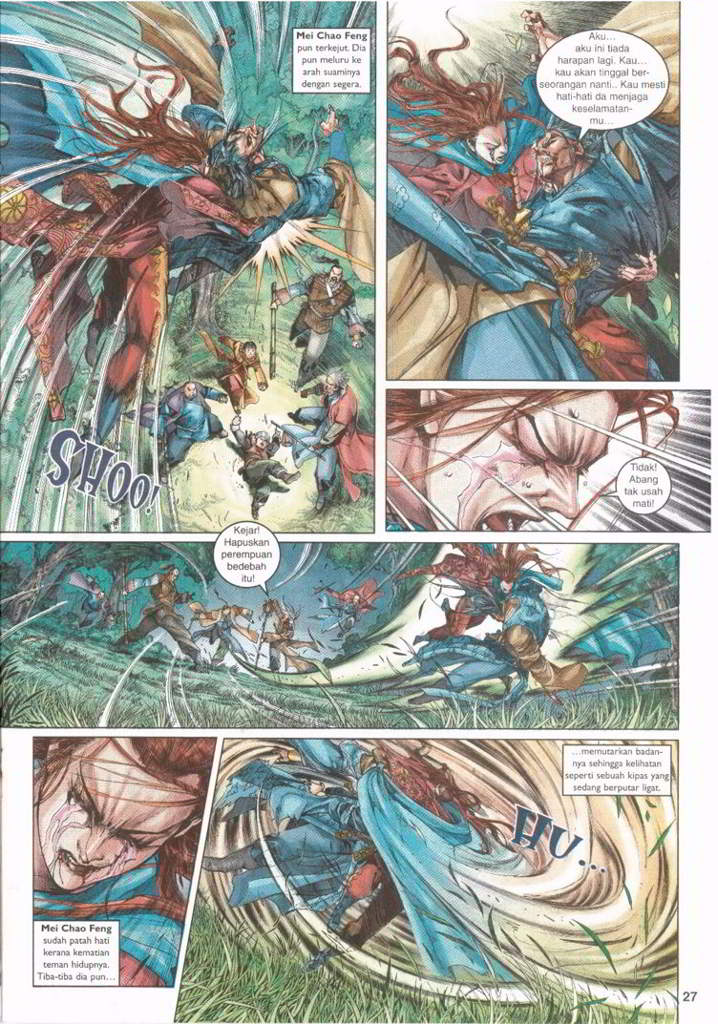 Mei Chao Feng
pun terkejut. Dia
pun meluru ke
arah suaminya
dengan segera.
Aku...
aku ini tiada
harapan lagi. Kau...
kau akan tinggal ber-
seorangan nanti.. Kau mesti
hati-hati da menjaga
keselamatan-
mu...
SHOO!
Tidak!
Abang
tak usah
mati!
Kejar!
Hapuskan
perempuan
bedebah
itu!
Mei Chao Feng
sudah patah hati
kerana kematian
teman hidupnya.
Tiba-tiba dia pun...
...memutarkan badan-
nya sehingga kelihatan
seperti sebuah kipas yang
sedang berputar ligat.
HU...
27